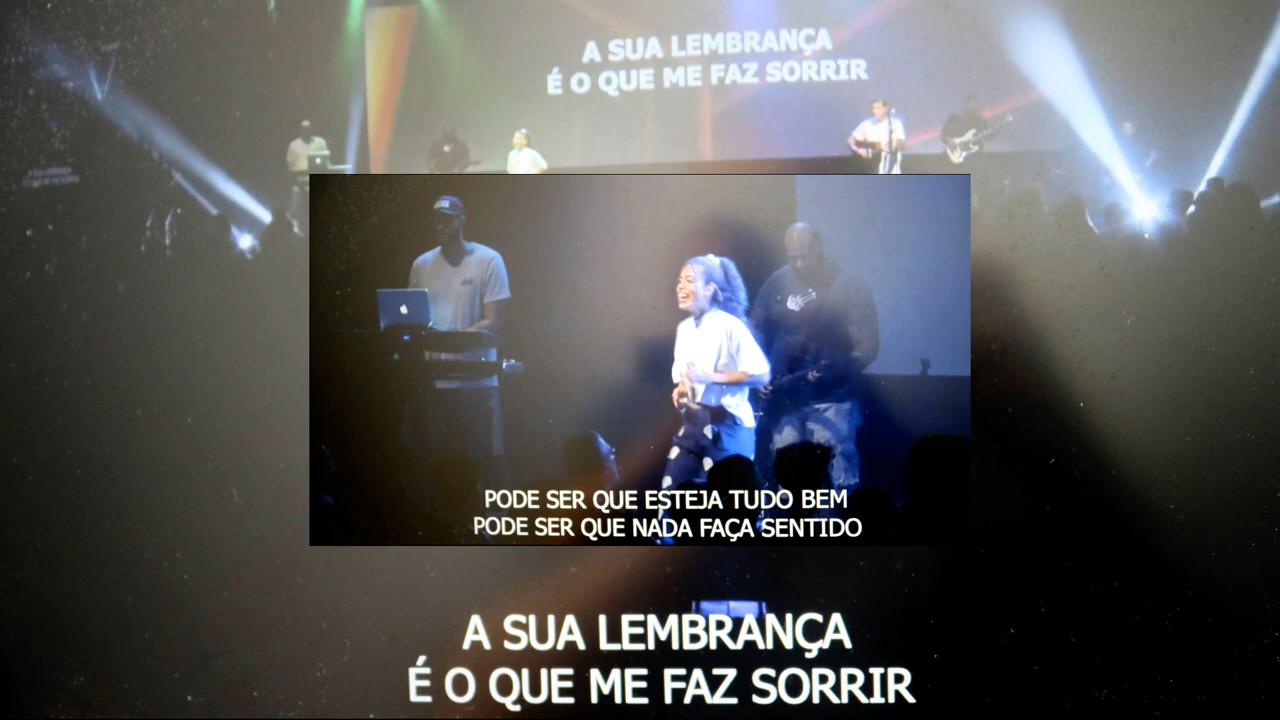 A SUA LEMBRANÇA
É O QUE ME FAZ SORRIR
PODE SER QUE ESTEJA TUDO BEM
PODE SER QUE NADA FAÇA SENTIDO
A SUA LEMBRANÇA
É O QUE ME FAZ SORRIR